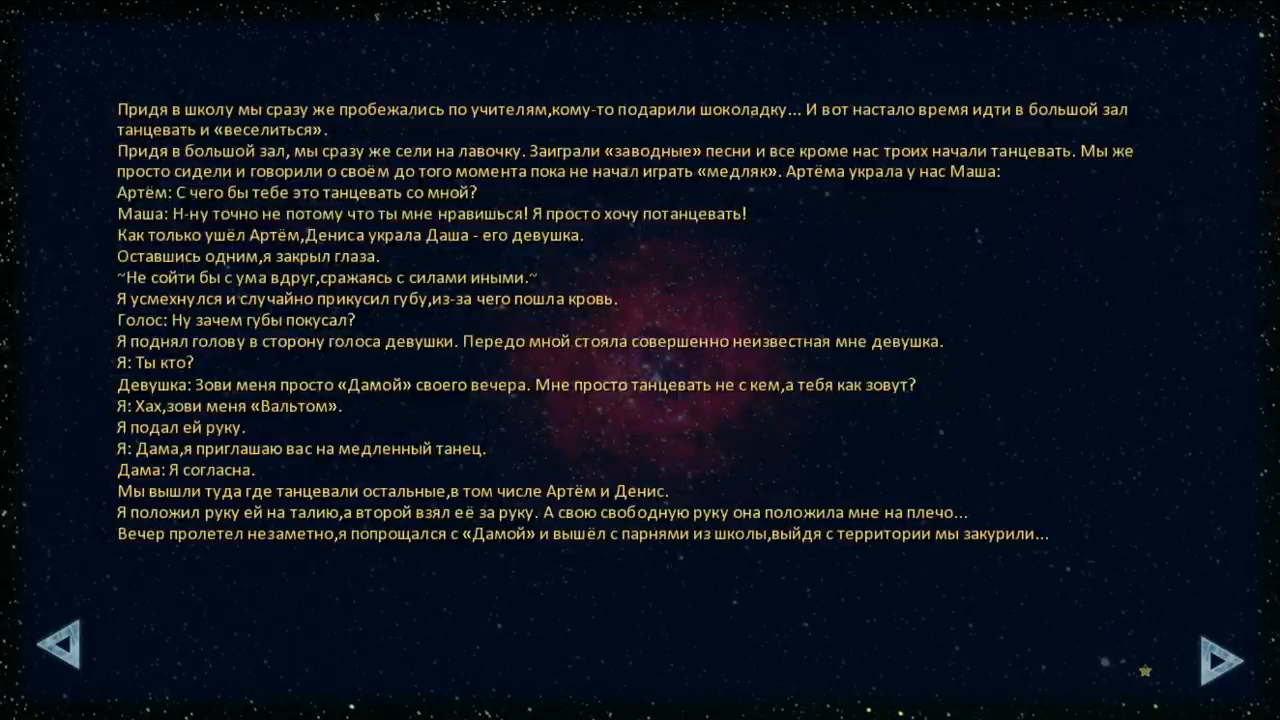 Придя в школу мы сразу же пробежались по учителям,кому-то подарили шоколадку... И вот настало время идти в большой зал
танцевать и «веселиться».
Придя в большой зал, мы сразу же сели на лавочку. Заиграли «заводные» песни и все кроме нас троих начали танцевать. Мы же
просто сидели и говорили о своём до того момента пока не начал играть «медляк». Артёма украла у нас Маша:
Артём: С чего бы тебе это танцевать со мной?
Маша: Н-ну точно не потому что ты мне нравишься! Я просто хочу потанцевать!
Как только ушёл Артём,Дениса украла Даша - его девушка.
Оставшись одним,я закрыл глаза.
~Не сойти бы с ума вдруг,сражаясь с силами иными.~
Я усмехнулся и случайно прикусил губу,из-за чего пошла кровь.
Голос: Ну зачем губы покусал?
Я поднял голову в сторону голоса девушки. Передо мной стояла совершенно неизвестная мне девушка.
Я: Ты кто?
Девушка: Зови меня просто «Дамой» своего вечера. Мне просто танцевать не с кем,а тебя как зовут?
Я: Хах,зови меня «Вальтом».
Я подал ей руку.
Я: Дама,я приглашаю вас на медленный танец.
Дама: Я согласна.
Мы вышли туда где танцевали остальные,в том числе Артём и Денис.
Я положил руку ей на талию,а второй взял её за руку. А свою свободную руку она положила мне на плечо...
Вечер пролетел незаметно,я попрощался с «Дамой» и вышёл с парнями из школы,выйдя с территории мы закурили...